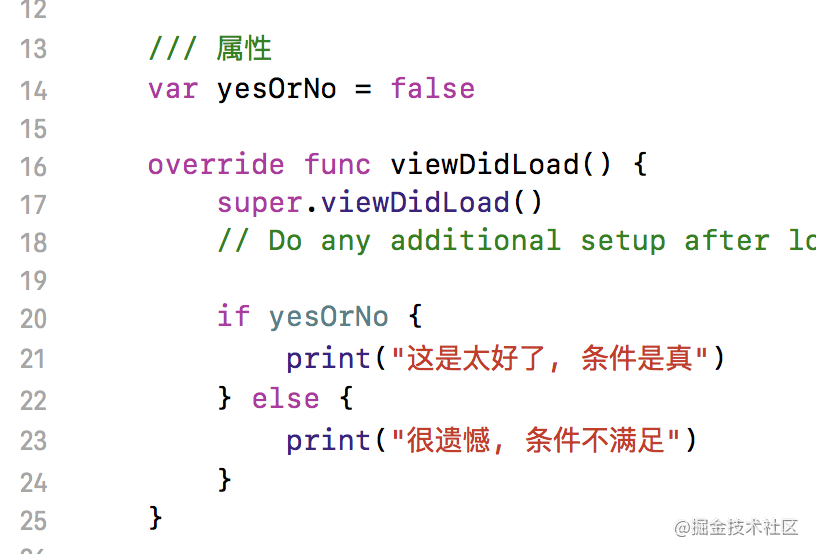 12
13 /// 属性
14 var yesOrNo = false
15
16 override func viewDidLoad() {
17 super.viewDidLoad()
18 // Do any additional setup after lo
19
20 if yesOrNo {
21 print("这是太好了, 条件是真")
22 } else {
23 print("很遗憾, 条件不满足")
24 }
25 }
@掘金技术社区